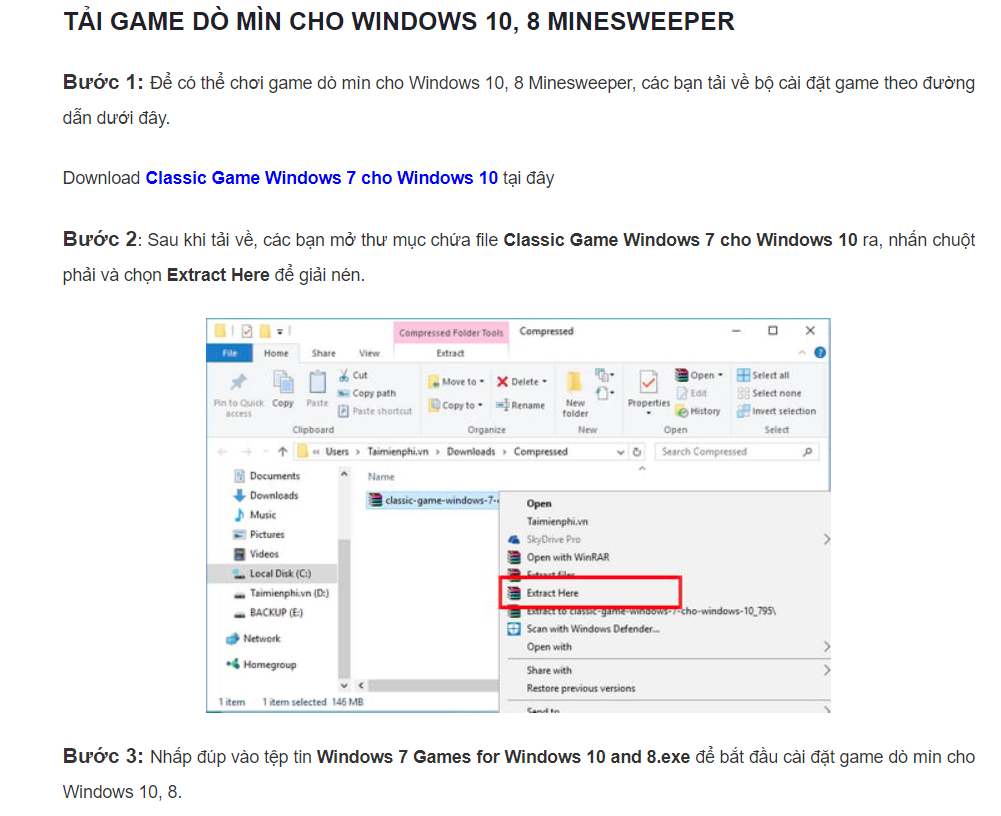 TẢI GAME DÒ MÌN CHO WINDOWS 10, 8 MINESWEEPER
Bước 1: Để có thể chơi game dò mìn cho Windows 10, 8 Minesweeper, các bạn tải về bộ cài đặt game theo đường
dẫn dưới đây.
Download Classic Game Windows 7 cho Windows 10 tại đây
Bước 2: Sau khi tải về, các bạn mở thư mục chứa file Classic Game Windows 7 cho Windows 10 ra, nhấn chuột
phải và chọn Extract Here để giải nén.
Compressed Folder Tools Compressed
File Home Share View Extract
Pin to Quick access
Copy
Paste
Cut
Copy path
Paste shortcut
Clipboard
Move to
Copy to
Delete
Rename
Organize
New folder
New
Properties
Open
Edit
History
Open
Select all
Select none
Invert selection
Select
« Users › Taimienphi.vn › Downloads › Compressed
Search Compressed
Documents
Downloads
Music
Pictures
Videos
Local Disk (C:)
Taimienphi.vn (D:)
BACKUP (E:)
Network
Homegroup
Name
classic-game-windows-7-
Open
Taimienphi.vn
SkyDrive Pro
Open with WinRAR
Extract files
Extract Here
Extract to classic-game-windows-7-cho-windows-10_795\
Scan with Windows Defender...
Open with
Share with
Restore previous versions
Send to
1 item 1 item selected 146 MB
Bước 3: Nhấp đúp vào tệp tin Windows 7 Games for Windows 10 and 8.exe để bắt đầu cài đặt game dò mìn cho
Windows 10, 8.